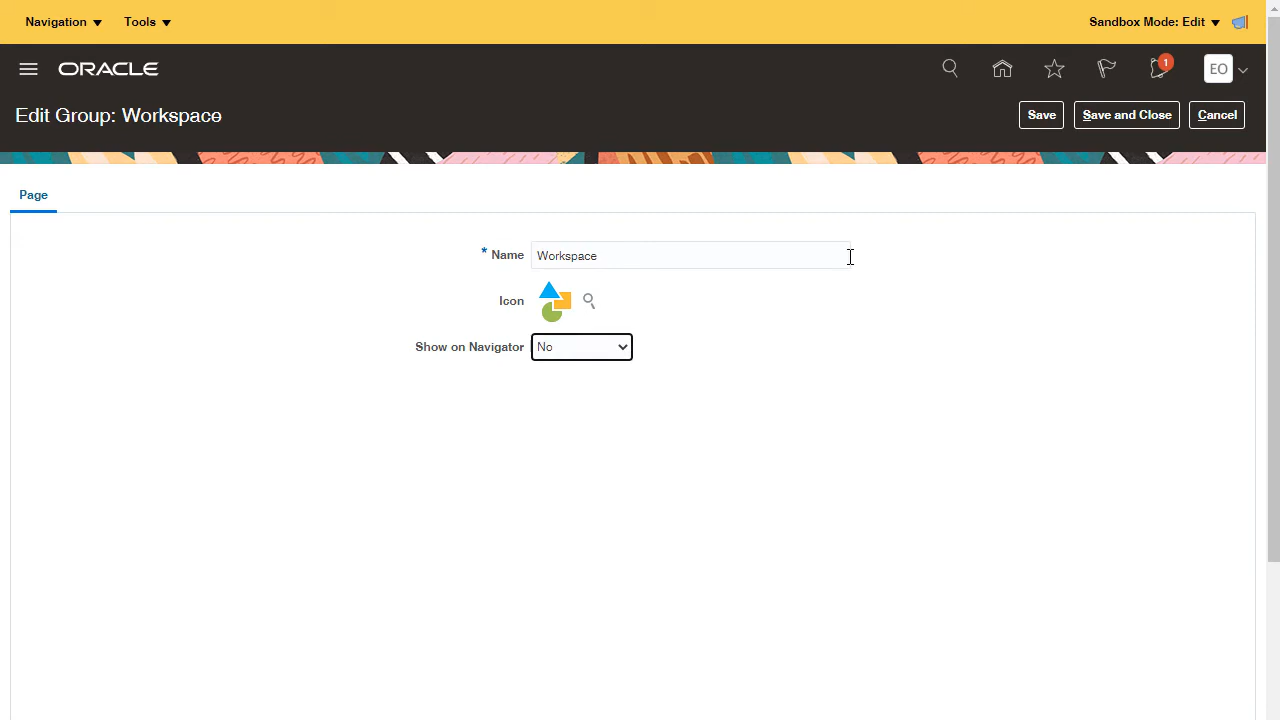 Navigation Tools Sandbox Mode: Edit
ORACLE 1 EO
Edit Group: Workspace Save Save and Close Cancel
Page
* Name Workspace
Icon
Show on Navigator No